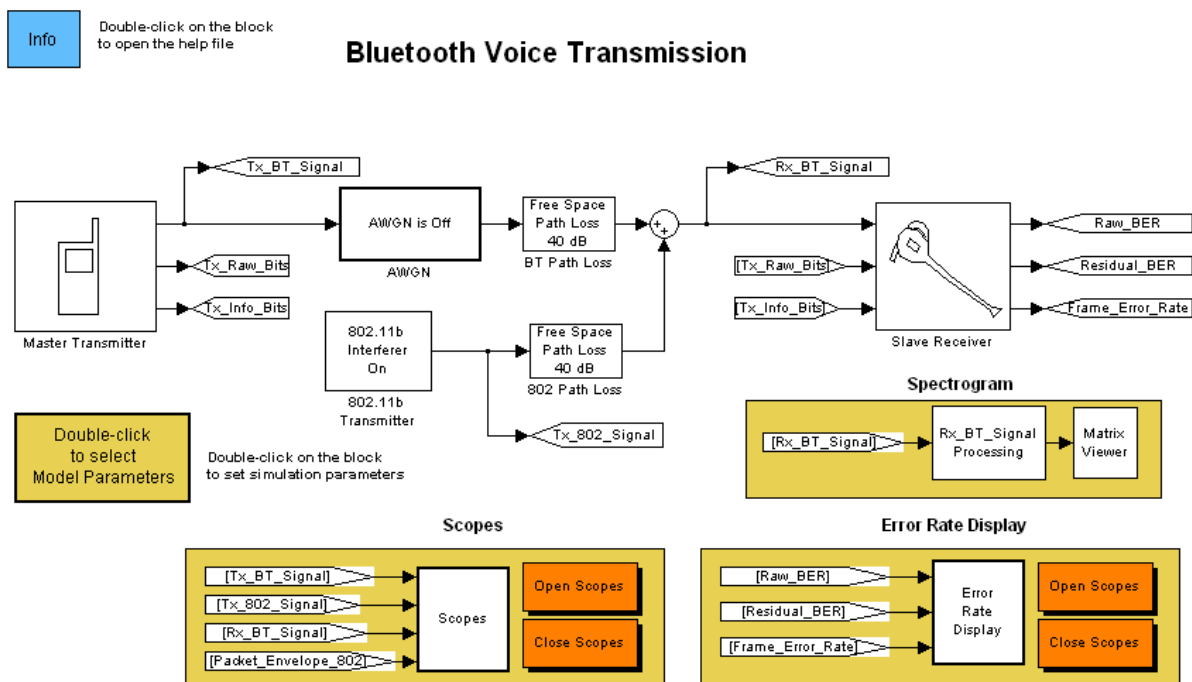 Info
Double-click on the block
to open the help file
Bluetooth Voice Transmission
Tx_BT_Signal
Rx_BT_Signal
AWGN is Off
AWGN
Free Space
Path Loss
40 dB
BT Path Loss
+
+
Tx_Raw_Bits
Tx_Info_Bits
Master Transmitter
[Tx_Raw_Bits]
[Tx_Info_Bits]
Raw_BER
Residual_BER
Frame_Error_Rate
Slave Receiver
802.11b
Interferer
On
802.11b
Transmitter
Free Space
Path Loss
40 dB
802 Path Loss
Tx_802_Signal
Double-click
to select
Model Parameters
Double-click on the block
to set simulation parameters
Spectrogram
[Rx_BT_Signal]
Rx_BT_Signal
Processing
Matrix
Viewer
Scopes
[Tx_BT_Signal]
[Tx_802_Signal]
[Rx_BT_Signal]
[Packet_Envelope_802]
Scopes
Open Scopes
Close Scopes
Error Rate Display
[Raw_BER]
[Residual_BER]
[Frame_Error_Rate]
Error
Rate
Display
Open Scopes
Close Scopes